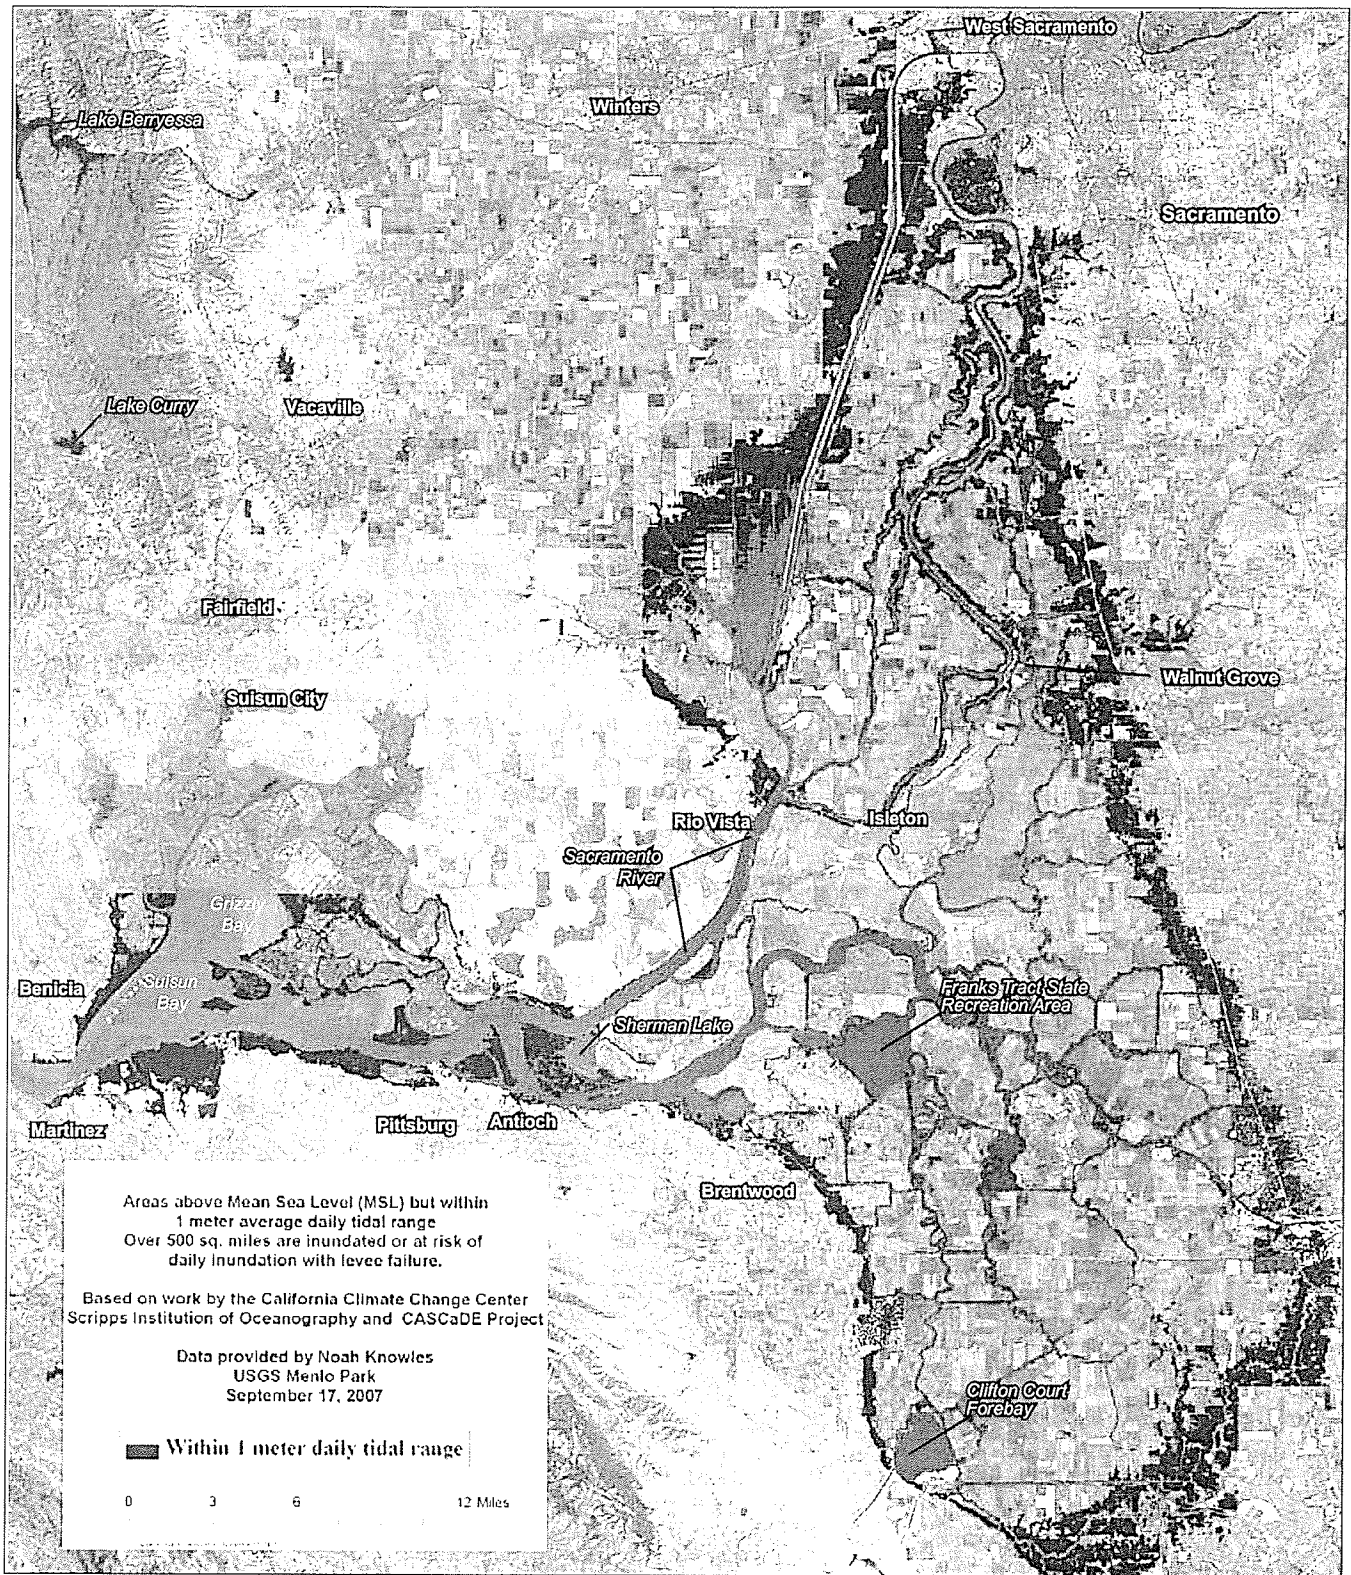 West Sacramento
Winters
Lake Berryessa
Sacramento
Lake Curry
Vacaville
Fairfield
Walnut Grove
Suisun City
Rio Vista
Isleton
Sacramento
River
Grizzly
Bay
Suisun
Bay
Benicia
Franks Tract State
Recreation Area
Sherman Lake
Martinez
Pittsburg
Antioch
Brentwood
Areas above Mean Sea Level (MSL) but within
1 meter average daily tidal range
Over 500 sq. miles are inundated or at risk of
daily inundation with levee failure.
Based on work by the California Climate Change Center
Scripps Institution of Oceanography and CASCaDE Project
Data provided by Noah Knowles
USGS Menlo Park
September 17, 2007
Clifton Court
Forebay
Within 1 meter daily tidal range
0 3 6 12 Miles